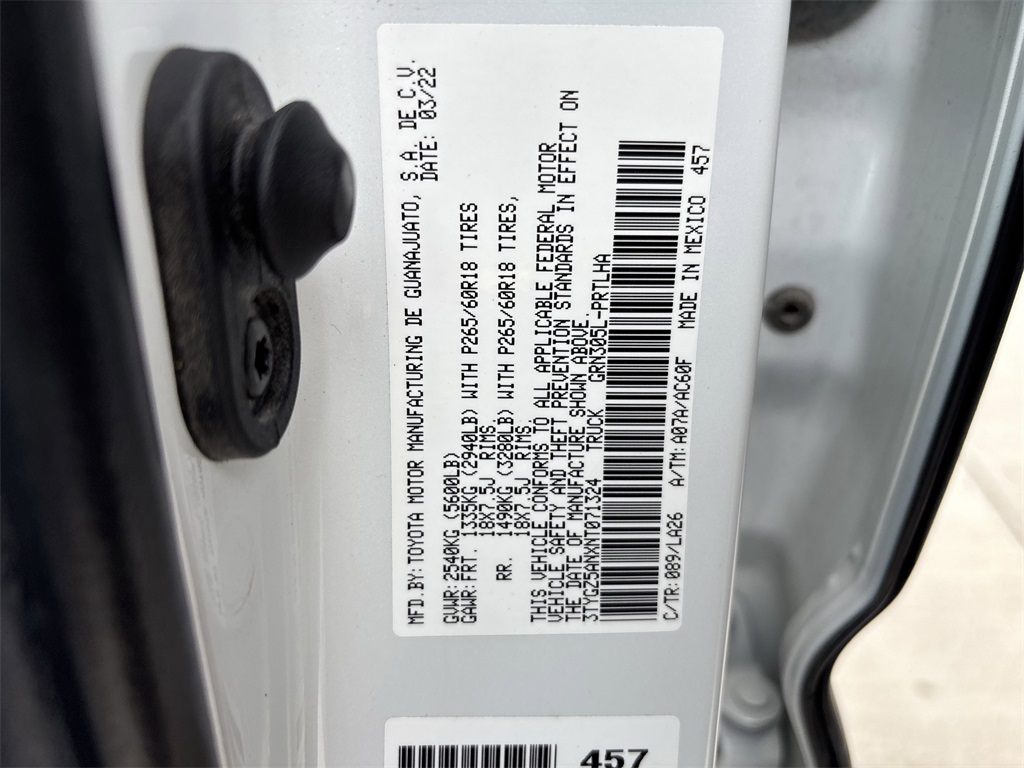 MFD.BY:TOYOTA MOTOR MANUFACTURING DE GUANAJUATO, S.A. DE C.V.
DATE: 03/22
GVWR:2540KG (5600LB)
GAWR:FRT. 1335KG (2940LB) WITH P265/60R18 TIRES
18X7.5J RIMS,
RR. 1490KG (3280LB) WITH P265/60R18 TIRES,
18X7.5J RIMS,
THIS VEHICLE CONFORMS TO ALL APPLICABLE FEDERAL MOTOR
VEHICLE SAFETY AND THEFT PREVENTION STANDARDS IN EFFECT ON
THE DATE OF MANUFACTURE SHOWN ABOVE.
3TYGZ5ANXNT071324 TRUCK GRN305L-PRTLHA
C/TR:089/LA26 A/TM:A07A/AC60F MADE IN MEXICO 457
457